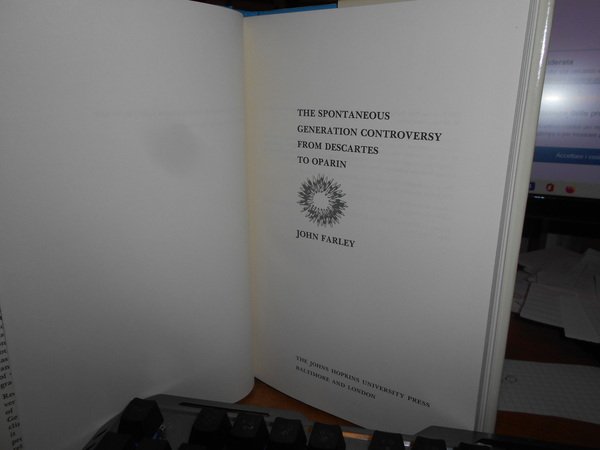 THE SPONTANEOUS
GENERATION CONTROVERSY
FROM DESCARTES
TO OPARIN
JOHN FARLEY
THE JOHNS HOPKINS UNIVERSITY PRESS
BALTIMORE AND LONDON